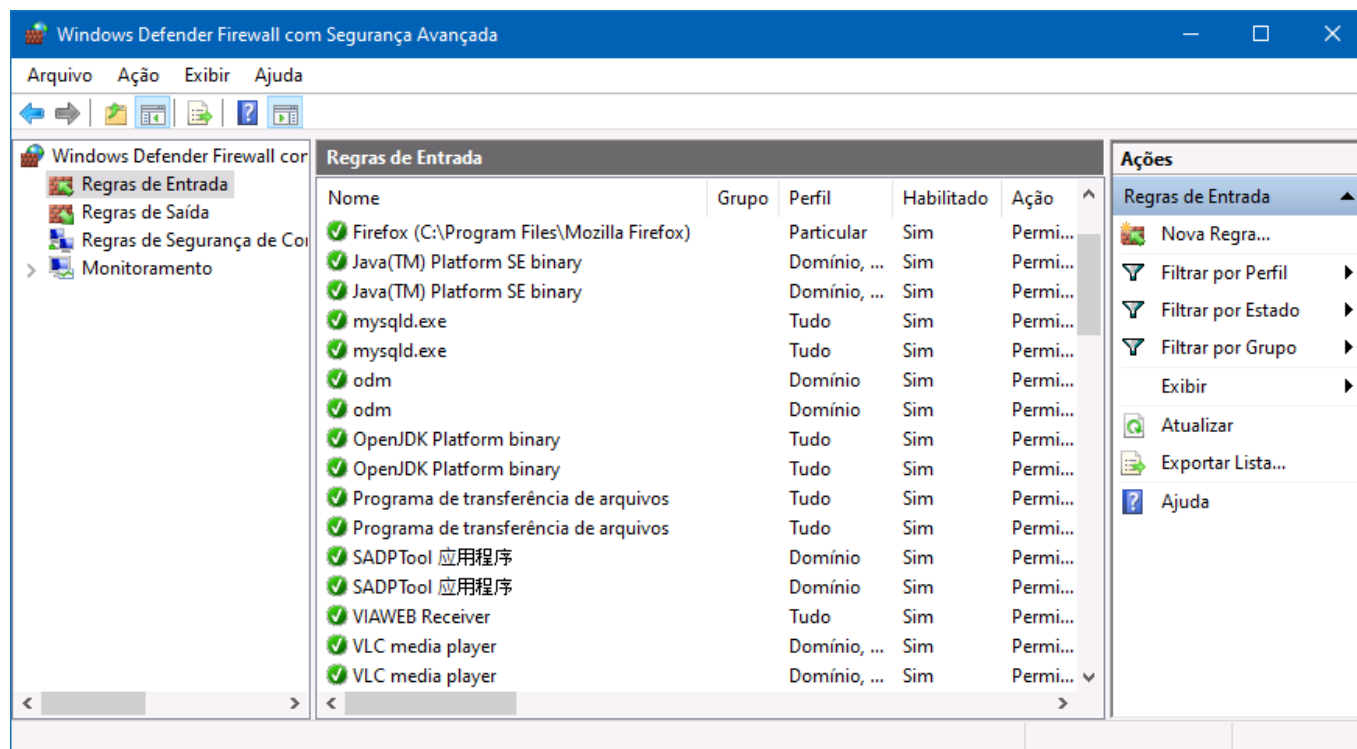 Windows Defender Firewall com Segurança Avançada
Arquivo Ação Exibir Ajuda
Windows Defender Firewall con
Regras de Entrada
Regras de Saída
Regras de Segurança de Co
Monitoramento
Regras de Entrada
Nome Grupo Perfil Habilitado Ação
Firefox (C:\Program Files\Mozilla Firefox) Particular Sim Permi...
Java(TM) Platform SE binary Domínio, ... Sim Permi...
Java(TM) Platform SE binary Domínio, ... Sim Permi...
mysqld.exe Tudo Sim Permi...
mysqld.exe Tudo Sim Permi...
odm Domínio Sim Permi...
odm Domínio Sim Permi...
OpenJDK Platform binary Tudo Sim Permi...
OpenJDK Platform binary Tudo Sim Permi...
Programa de transferência de arquivos Tudo Sim Permi...
Programa de transferência de arquivos Tudo Sim Permi...
SADPTool 应用程序 Domínio Sim Permi...
SADPTool 应用程序 Domínio Sim Permi...
VIAWEB Receiver Tudo Sim Permi...
VLC media player Domínio, ... Sim Permi...
VLC media player Domínio, ... Sim Permi...
Ações
Regras de Entrada
Nova Regra...
Filtrar por Perfil
Filtrar por Estado
Filtrar por Grupo
Exibir
Atualizar
Exportar Lista...
Ajuda